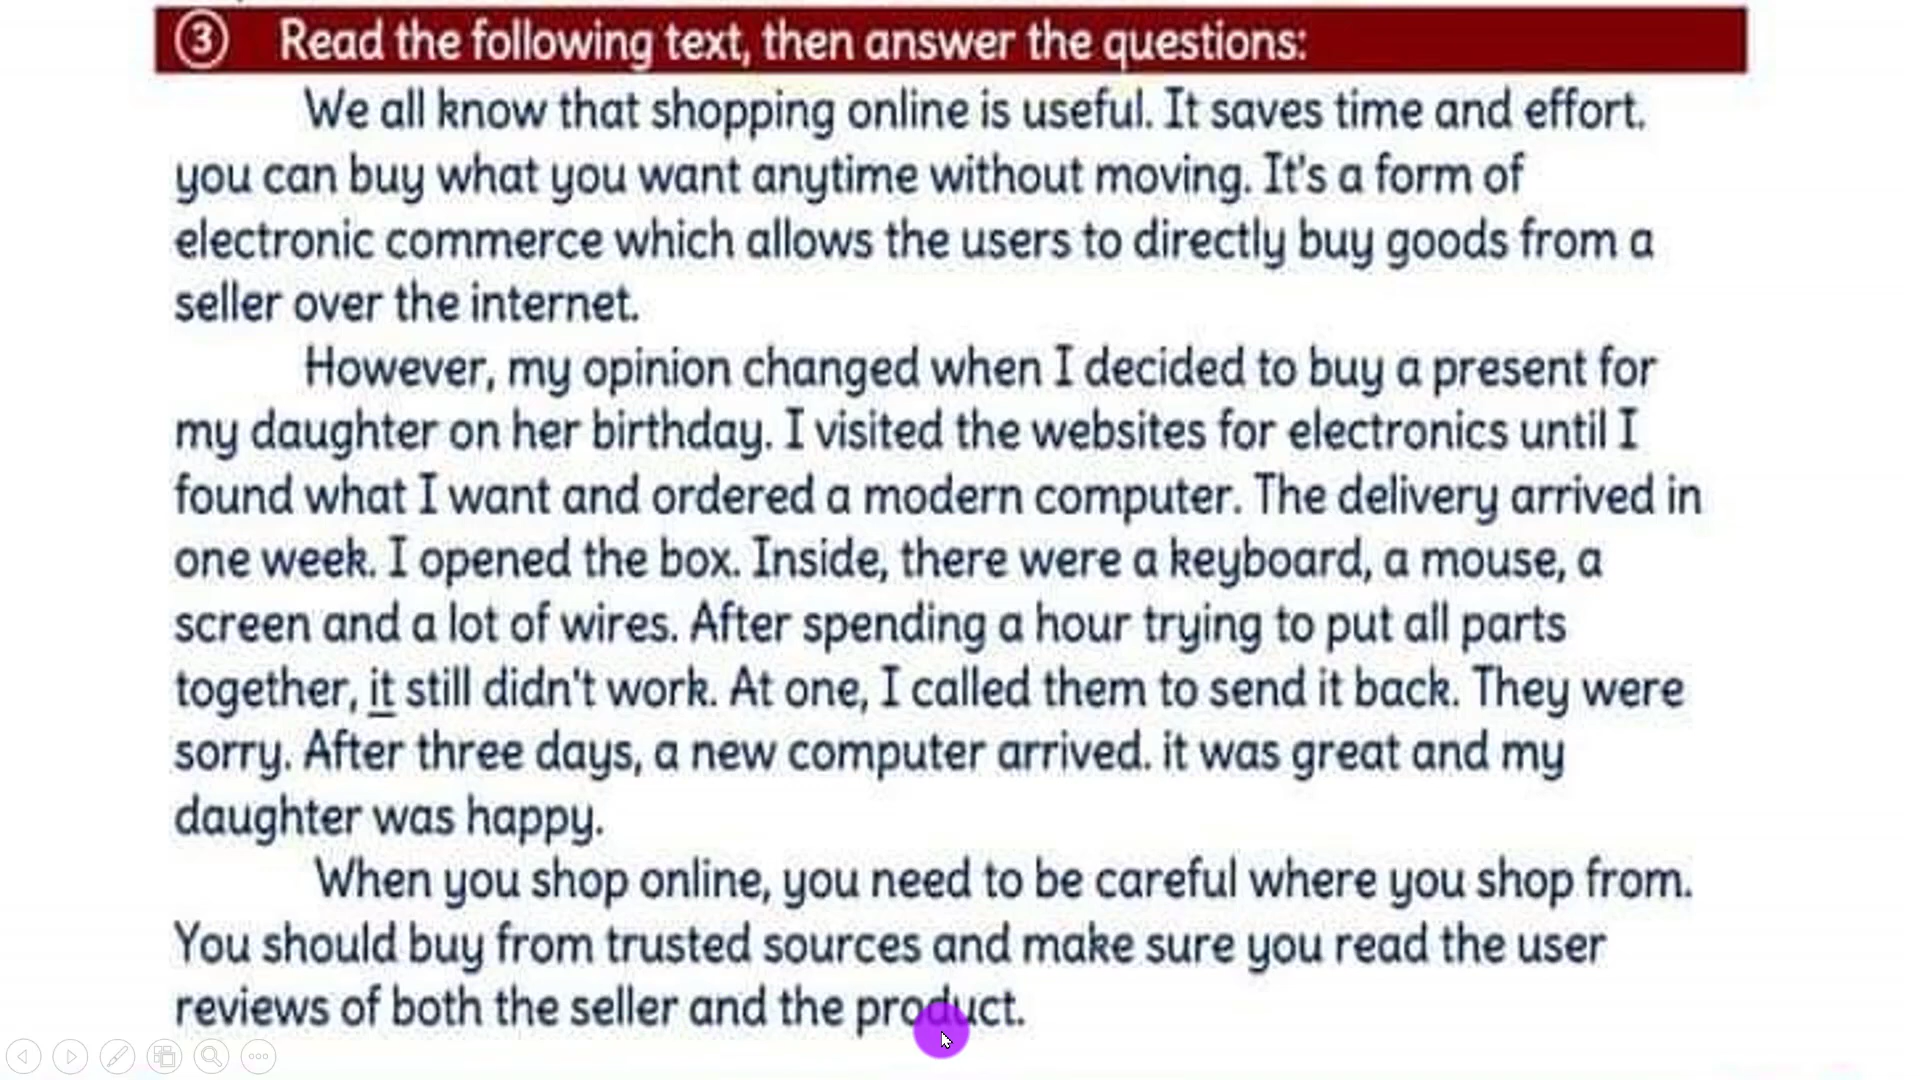 ③ Read the following text, then answer the questions:
We all know that shopping online is useful. It saves time and effort.
you can buy what you want anytime without moving. It's a form of
electronic commerce which allows the users to directly buy goods from a
seller over the internet.
However, my opinion changed when I decided to buy a present for
my daughter on her birthday. I visited the websites for electronics until I
found what I want and ordered a modern computer. The delivery arrived in
one week. I opened the box. Inside, there were a keyboard, a mouse, a
screen and a lot of wires. After spending a hour trying to put all parts
together, it still didn't work. At one, I called them to send it back. They were
sorry. After three days, a new computer arrived. it was great and my
daughter was happy.
When you shop online, you need to be careful where you shop from.
You should buy from trusted sources and make sure you read the user
reviews of both the seller and the product.